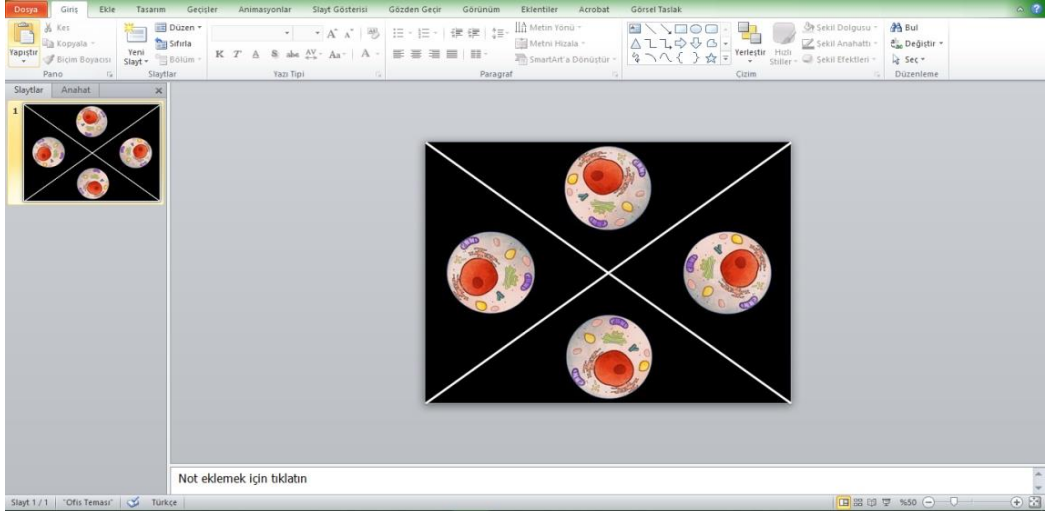 Dosya Giriş Ekle Tasarım Geçişler Animasyonlar Slayt Gösterisi Gözden Geçir Görünüm Eklentiler Acrobat Görsel Taslak
Yapıştır
Kes
Kopyala
Biçim Boyacısı
Pano
Yeni
Slayt
Düzen
Sıfırla
Bölüm
Slaytlar
K T A S abc AV Aa A
Yazı Tipi
Metin Yönü
Metni Hizala
SmartArt'a Dönüştür
Paragraf
Yerleştir
Hızlı
Stiller
Şekil Dolgusu
Şekil Anahattı
Şekil Efektleri
Çizim
Bul
Değiştir
Seç
Düzenleme
Slaytlar Anahat
1
Not eklemek için tıklatın
Slayt 1 / 1 "Ofis Teması" Türkçe %50